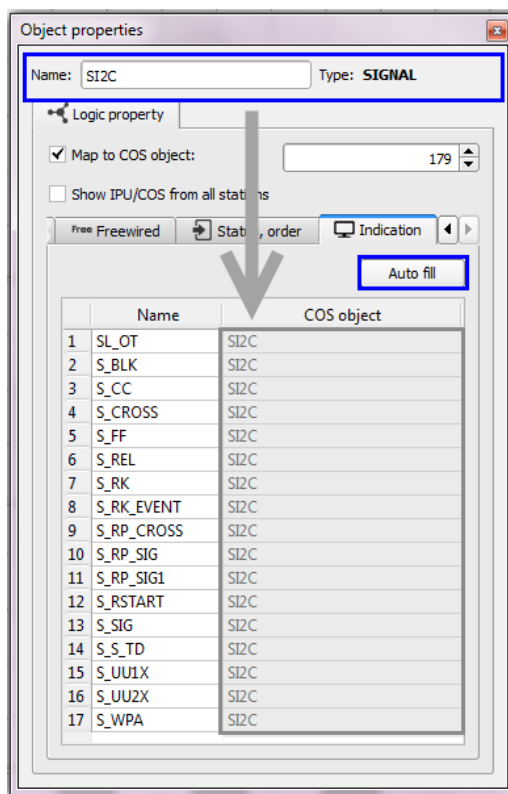 Object properties
Name: SI2C Type: SIGNAL
Logic property
Map to COS object: 179
Show IPU/COS from all stations
Free Freewired Status, order Indication
Auto fill
Name COS object
1 SL_OT SI2C
2 S_BLK SI2C
3 S_CC SI2C
4 S_CROSS SI2C
5 S_FF SI2C
6 S_REL SI2C
7 S_RK SI2C
8 S_RK_EVENT SI2C
9 S_RP_CROSS SI2C
10 S_RP_SIG SI2C
11 S_RP_SIG1 SI2C
12 S_RSTART SI2C
13 S_SIG SI2C
14 S_S_TD SI2C
15 S_UU1X SI2C
16 S_UU2X SI2C
17 S_WPA SI2C